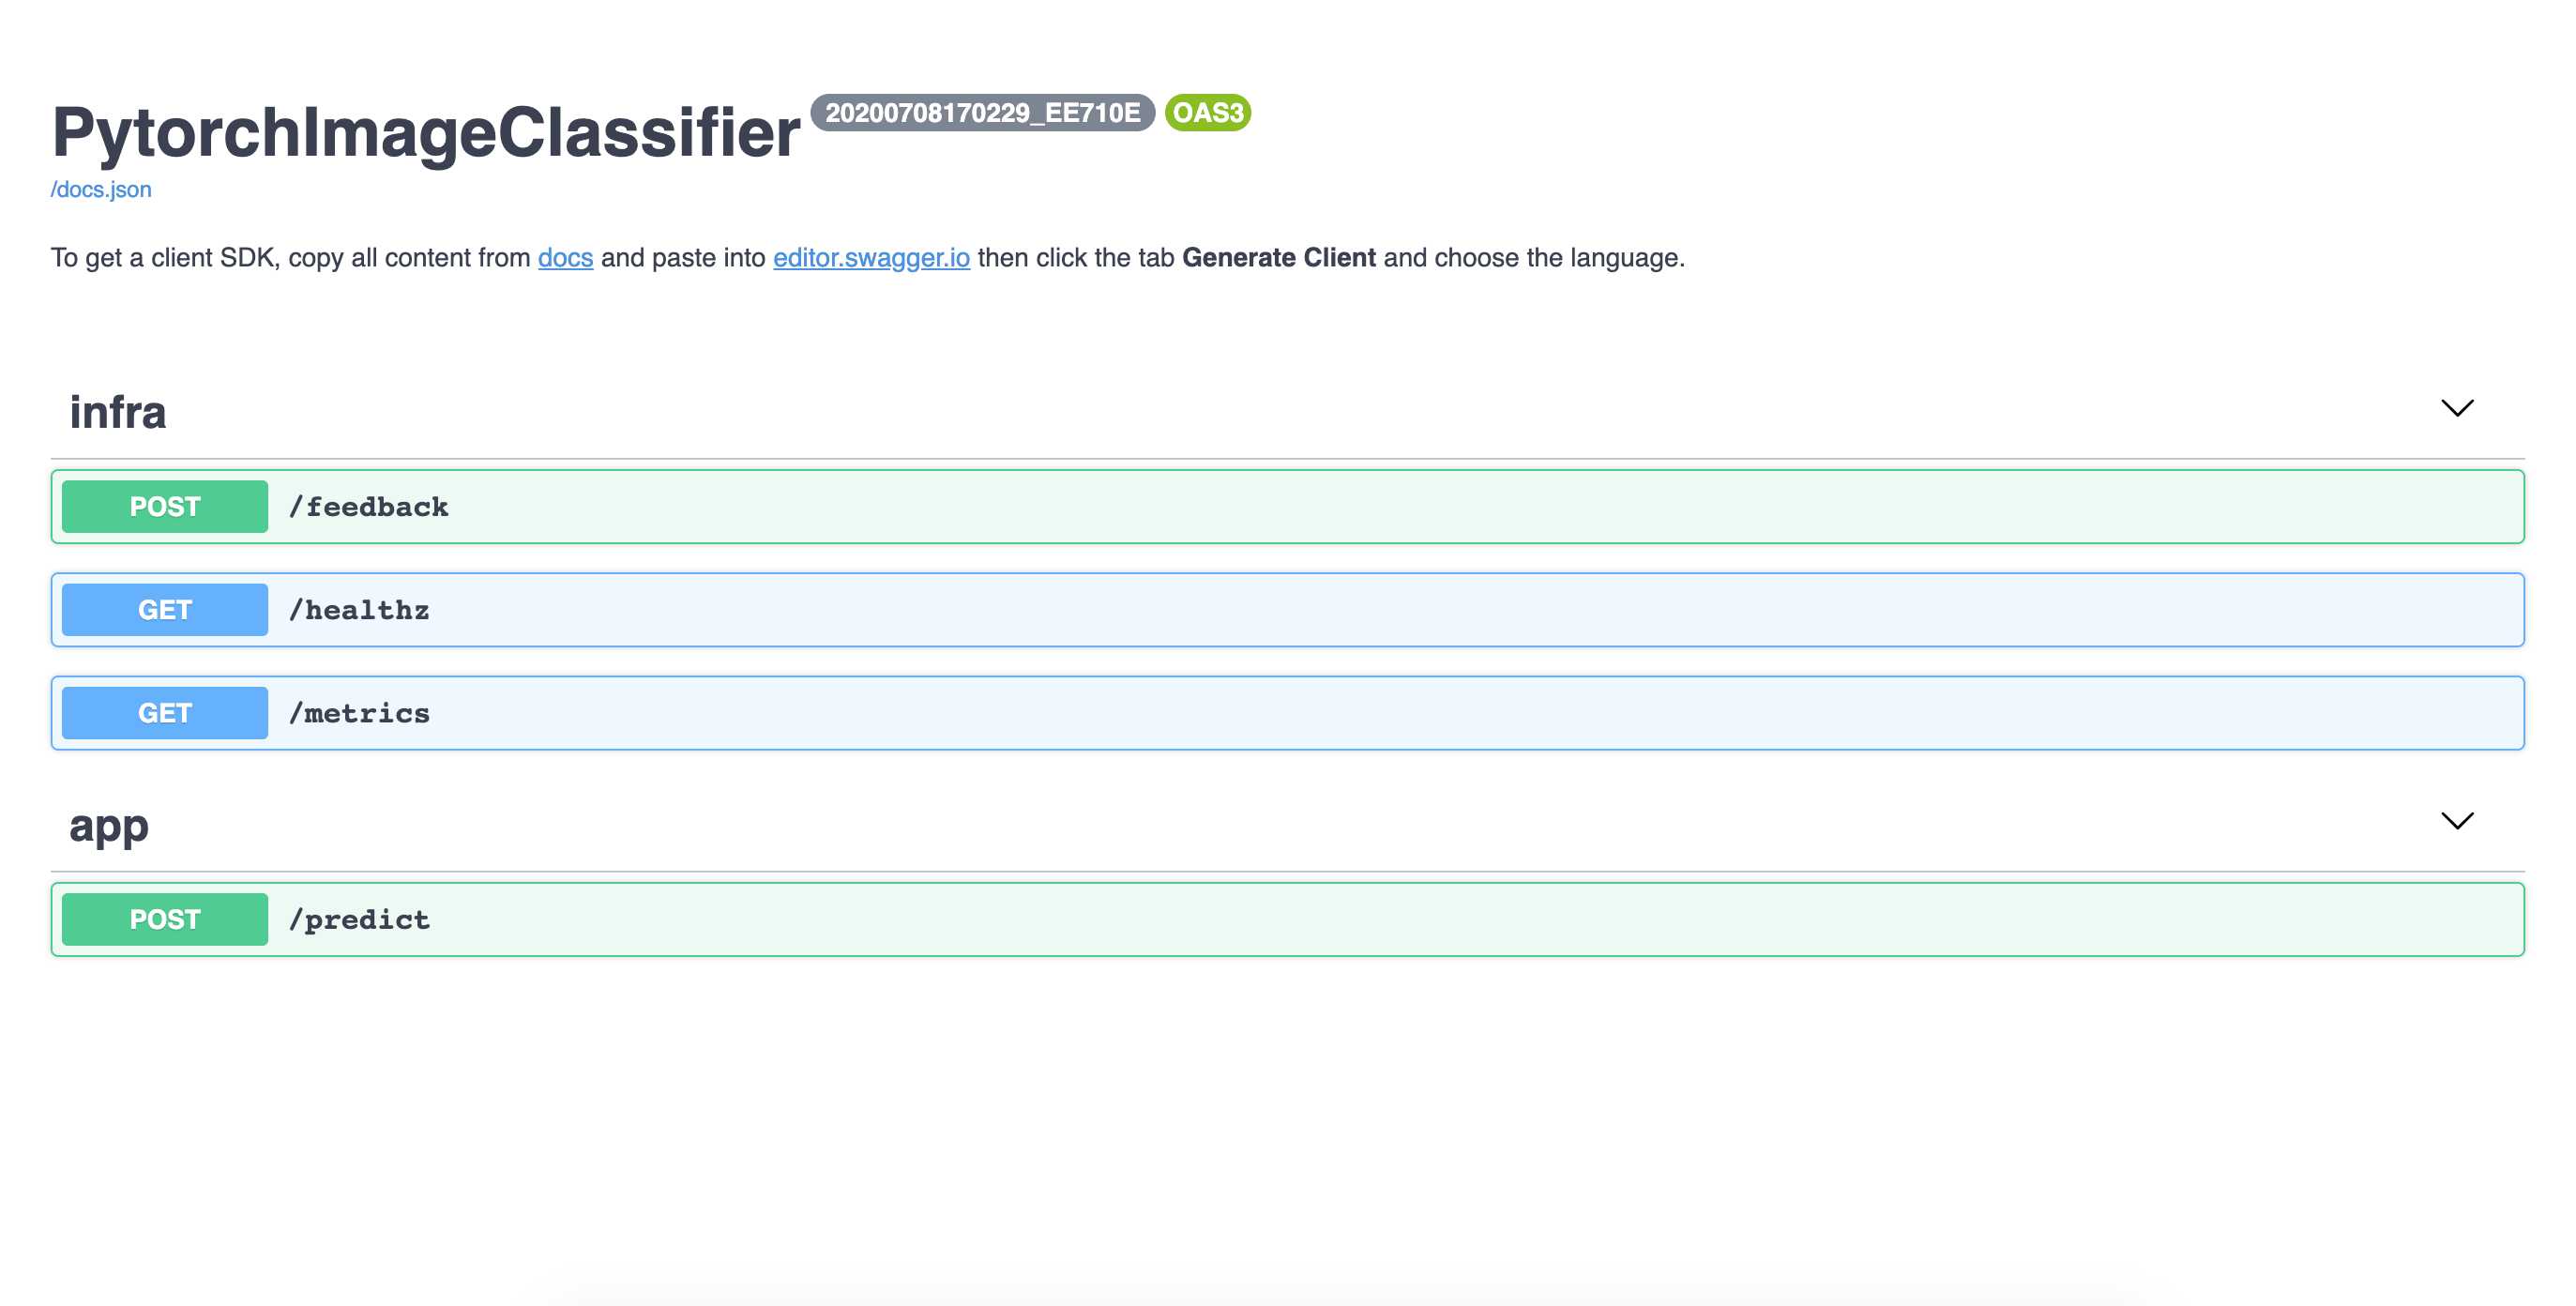 PytorchImageClassifier 20200708170229_EE710E OAS3
/docs.json
To get a client SDK, copy all content from docs and paste into editor.swagger.io then click the tab Generate Client and choose the language.
infra
POST /feedback
GET /healthz
GET /metrics
app
POST /predict